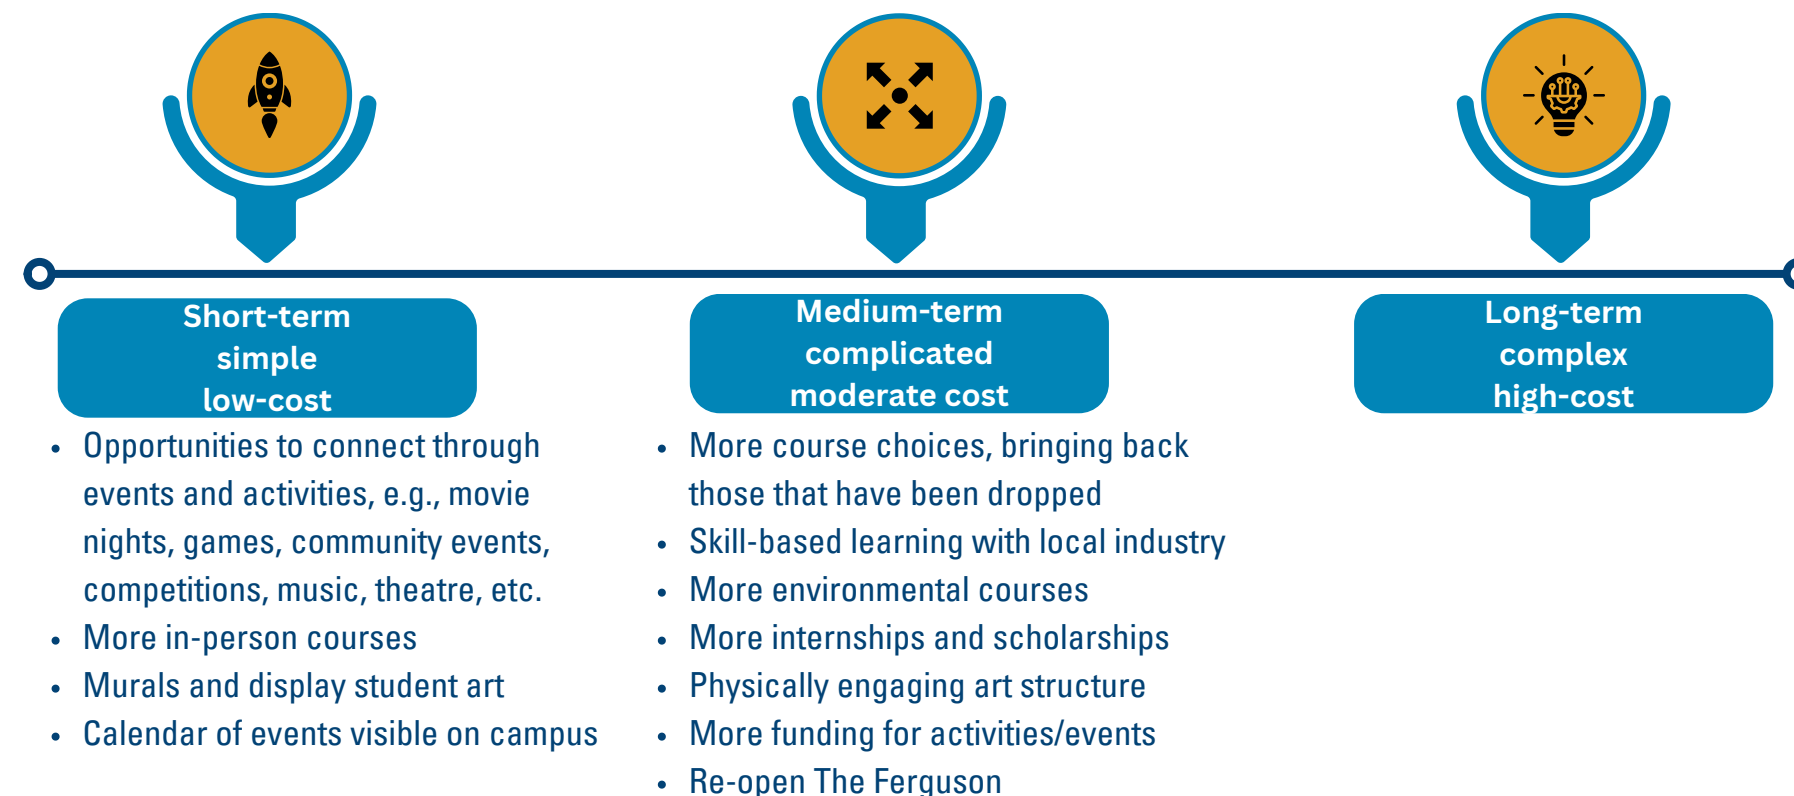 Short-term
simple
low-cost
• Opportunities to connect through
events and activities, e.g., movie
nights, games, community events,
competitions, music, theatre, etc.
• More in-person courses
• Murals and display student art
• Calendar of events visible on campus
Medium-term
complicated
moderate cost
• More course choices, bringing back
those that have been dropped
• Skill-based learning with local industry
• More environmental courses
• More internships and scholarships
• Physically engaging art structure
• More funding for activities/events
• Re-open The Ferguson
Long-term
complex
high-cost